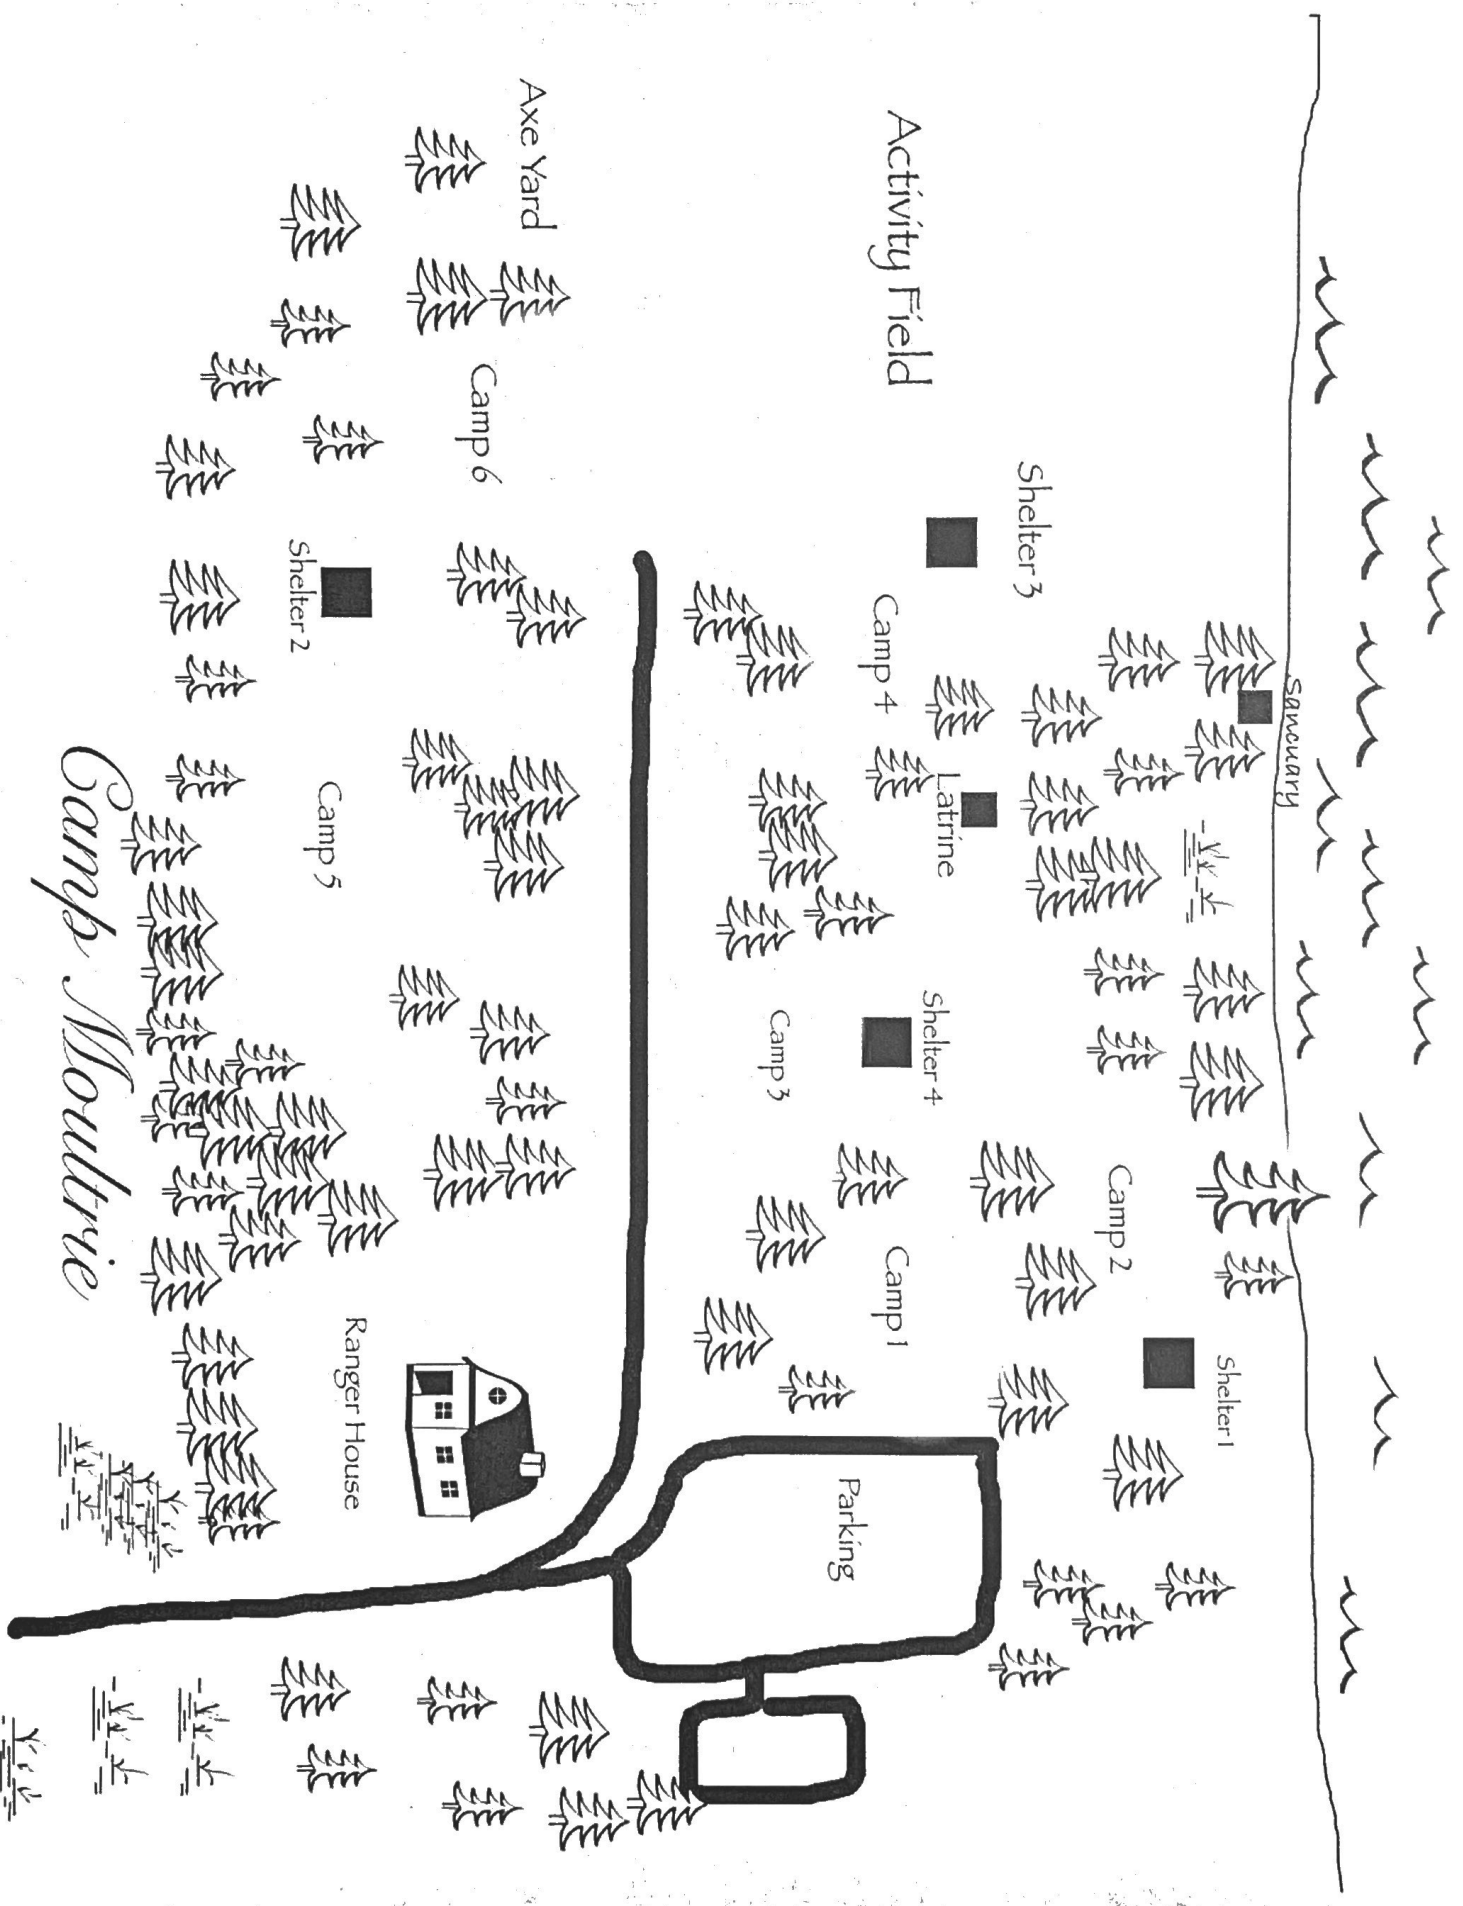 Sancuary
Shelter 1
Camp 2
Shelter 3
Latrine
Shelter 4
Activity Field
Camp 4
Camp 1
Parking
Camp 3
Axe Yard
Camp 6
Ranger House
Camp 5
Shelter 2
Camp Moultrie